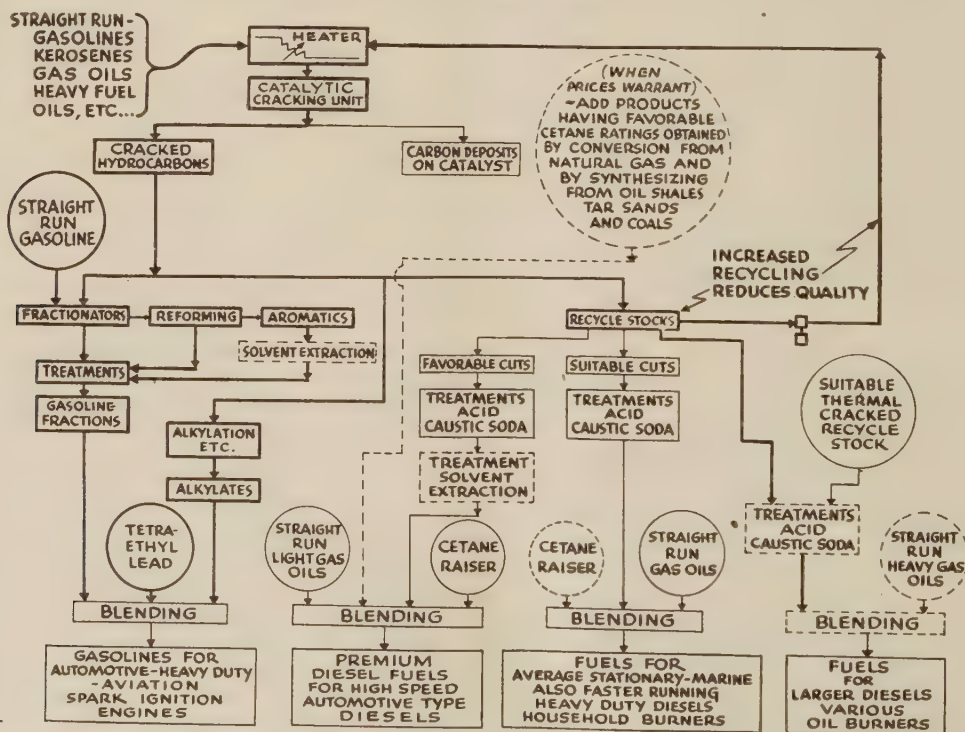 STRAIGHT RUN-
GASOLINES
KEROSENES
GAS OILS
HEAVY FUEL
OILS, ETC...
HEATER
CATALYTIC
CRACKING UNIT
CRACKED
HYDROCARBONS
CARBON DEPOSITS
ON CATALYST
(WHEN
PRICES WARRANT)
~ADD PRODUCTS
HAVING FAVORABLE
CETANE RATINGS OBTAINED
BY CONVERSION FROM
NATURAL GAS AND
BY SYNTHESIZING
FROM OIL SHALES
TAR SANDS
AND COALS
STRAIGHT
RUN
GASOLINE
INCREASED
RECYCLING
REDUCES QUALITY
FRACTIONATORS
REFORMING
AROMATICS
SOLVENT EXTRACTION
RECYCLE STOCKS
TREATMENTS
GASOLINE-
FRACTIONS
FAVORABLE CUTS
SUITABLE CUTS
TREATMENTS
ACID
CAUSTIC SODA
TREATMENTS
ACID
CAUSTIC SODA
SUITABLE
THERMAL
CRACKED
RECYCLE
STOCK
ALKYLATION
ETC.
ALKYLATES
TREATMENT
SOLVENT
EXTRACTION
TREATMENTS
ACID
CAUSTIC SODA
TETRA-
ETHYL
LEAD
STRAIGHT
RUN
LIGHT GAS
OILS
CETANE
RAISER
CETANE
RAISER
STRAIGHT
RUN
GAS OILS
STRAIGHT
RUN
HEAVY GAS
OILS
BLENDING
BLENDING
BLENDING
BLENDING
GASOLINES FOR
AUTOMOTIVE-HEAVY DUTY
-AVIATION
SPARK IGNITION
ENGINES
PREMIUM
DIESEL FUELS
FOR HIGH SPEED
AUTOMOTIVE TYPE
DIESELS
FUELS FOR
AVERAGE STATIONARY-MARINE
ALSO FASTER RUNNING
HEAVY DUTY DIESELS
HOUSEHOLD BURNERS
FUELS
FOR
LARGER DIESELS
VARIOUS
OIL BURNERS